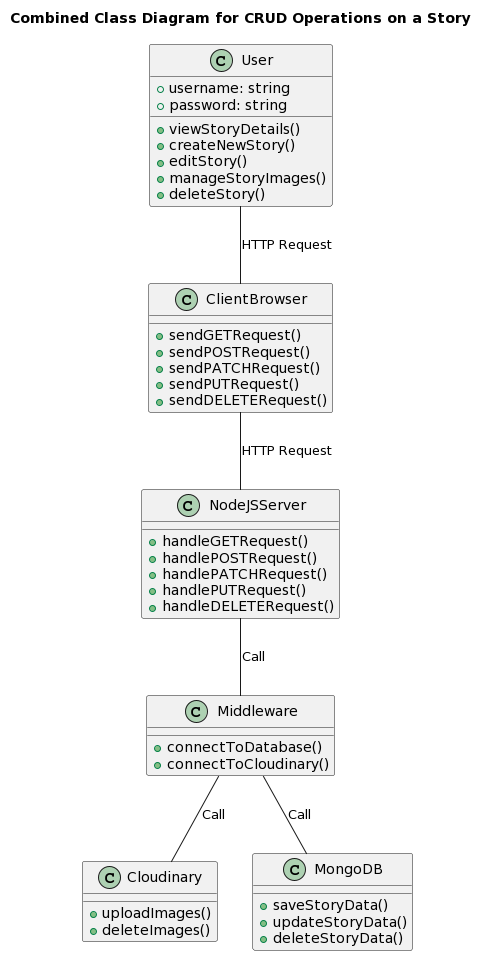 Combined Class Diagram for CRUD Operations on a Story
C User
username: string
password: string
viewStoryDetails()
createNewStory()
editStory()
manageStoryImages()
deleteStory()
HTTP Request
C ClientBrowser
sendGETRequest()
sendPOSTRequest()
sendPATCHRequest()
sendPUTRequest()
sendDELETERequest()
HTTP Request
C NodeJSServer
handleGETRequest()
handlePOSTRequest()
handlePATCHRequest()
handlePUTRequest()
handleDELETERequest()
Call
C Middleware
connectToDatabase()
connectToCloudinary()
Call
Call
C Cloudinary
uploadImages()
deleteImages()
C MongoDB
saveStoryData()
updateStoryData()
deleteStoryData()